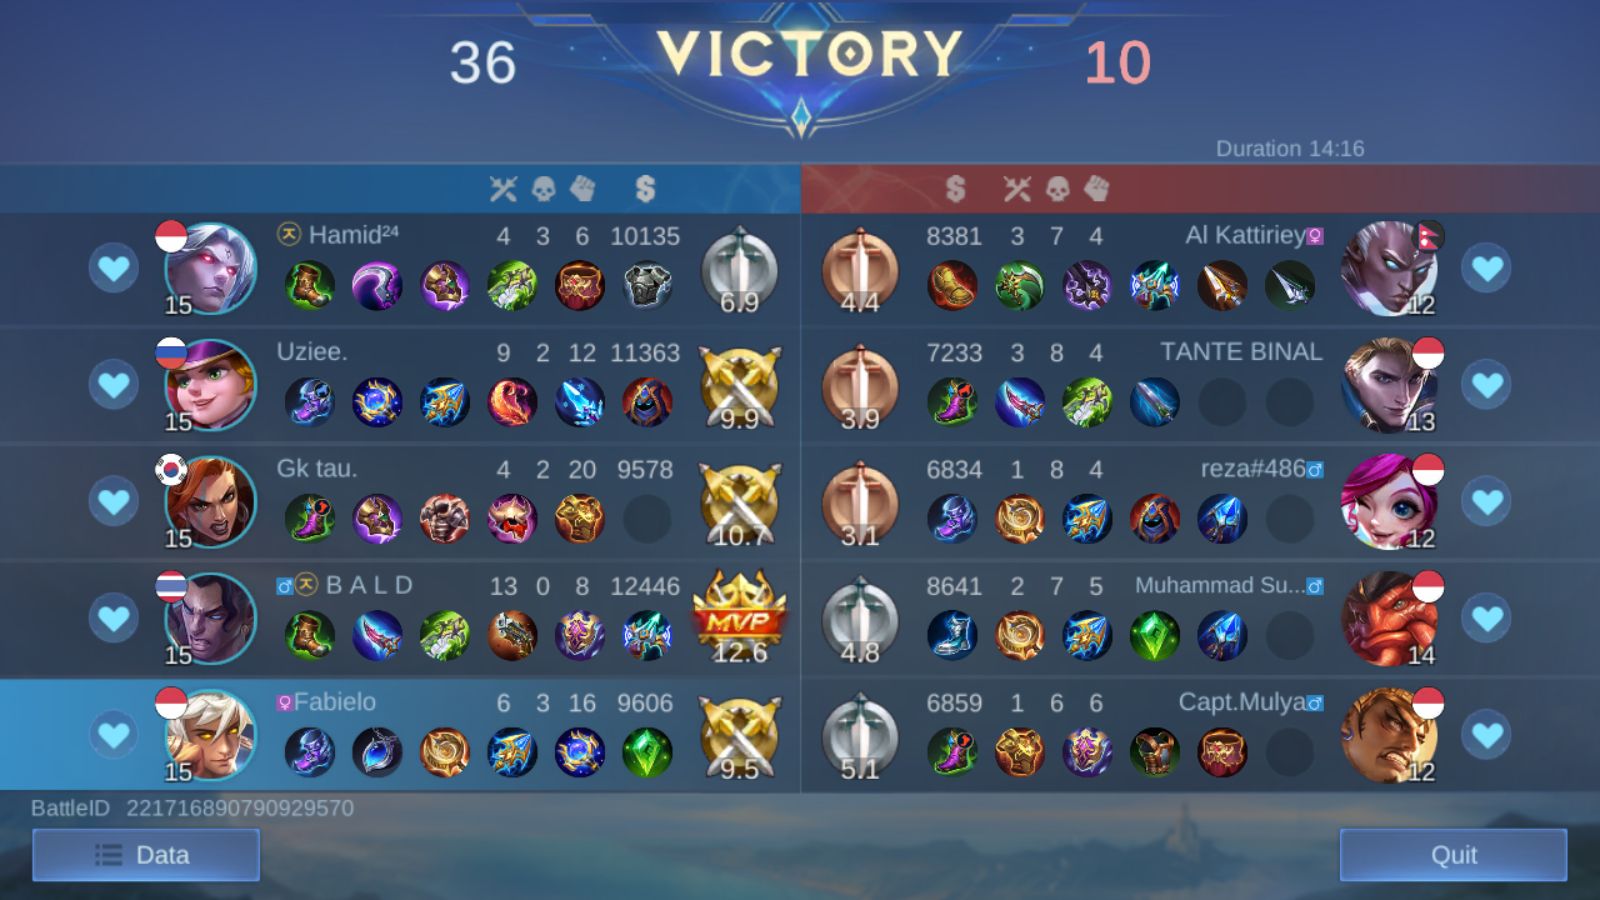 36 VICTORY 10
Duration 14:16
Hamid²⁴ 4 3 6 10135
15 6.9
8381 3 7 4 Al Kattiriey
4.4 12
Uziee. 9 2 12 11363
15 9.9
7233 3 8 4 TANTE BINAL
3.9 13
Gk tau. 4 2 20 9578
15 10.7
6834 1 8 4 reza#486
3.1 12
B A L D 13 0 8 12446
MVP
15 12.6
8641 2 7 5 Muhammad Su...
4.8 14
Fabielo 6 3 16 9606
15 9.5
6859 1 6 6 Capt.Mulya
5.1 12
BattleID 221716890790929570
Data
Quit